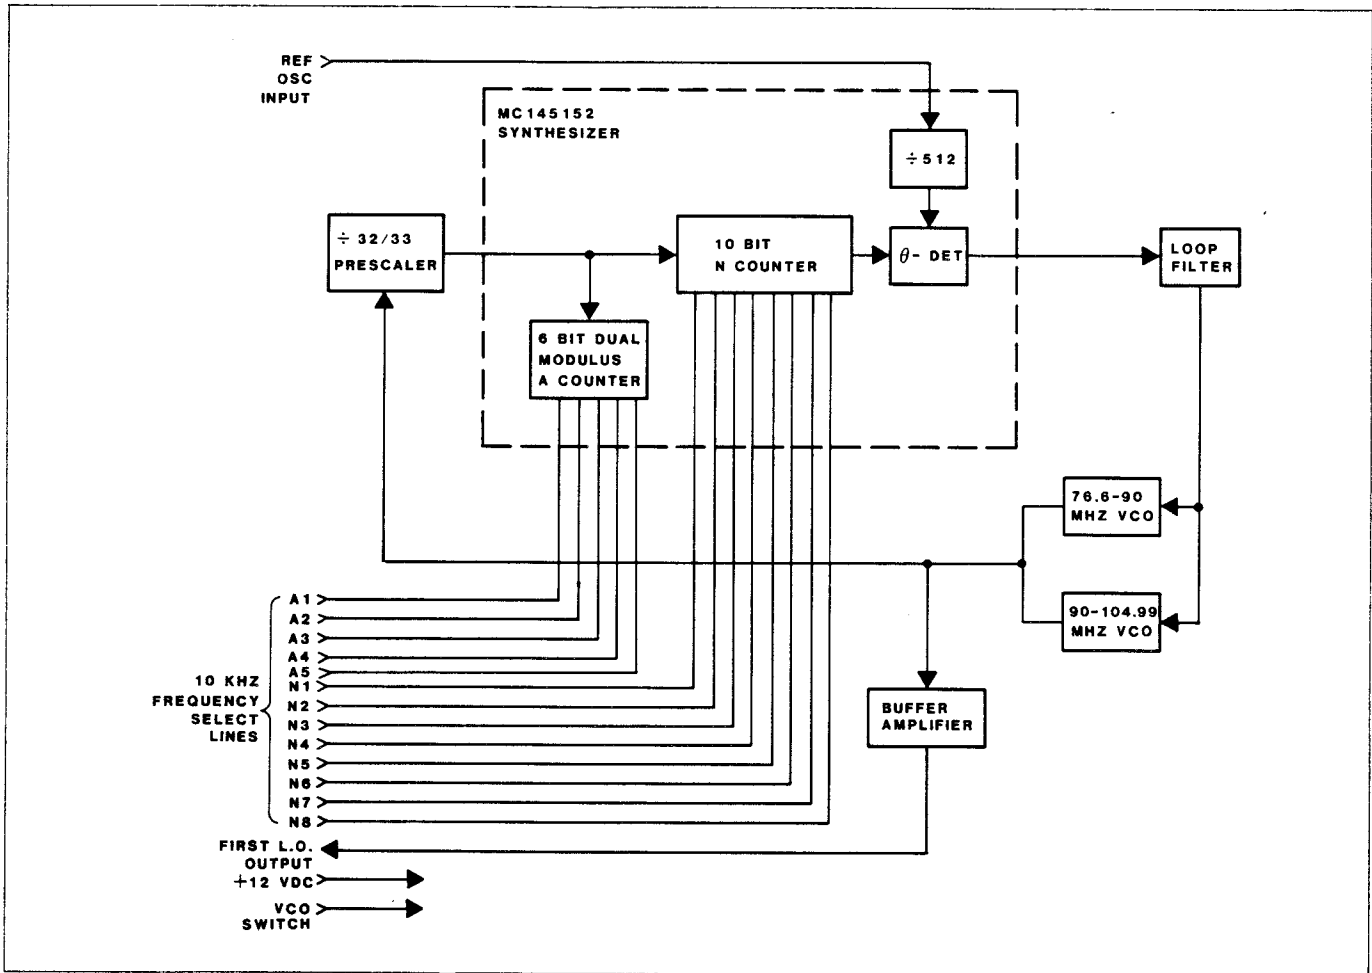 REF
OSC
INPUT
MC145152
SYNTHESIZER
÷512
÷ 32/33
PRESCALER
10 BIT
N COUNTER
θ- DET
LOOP
FILTER
6 BIT DUAL
MODULUS
A COUNTER
76.6-90
MHZ VCO
90-104.99
MHZ VCO
10 KHZ
FREQUENCY
SELECT
LINES
A1
A2
A3
A4
A5
N1
N2
N3
N4
N5
N6
N7
N8
BUFFER
AMPLIFIER
FIRST L.O.
OUTPUT
+12 VDC
VCO
SWITCH